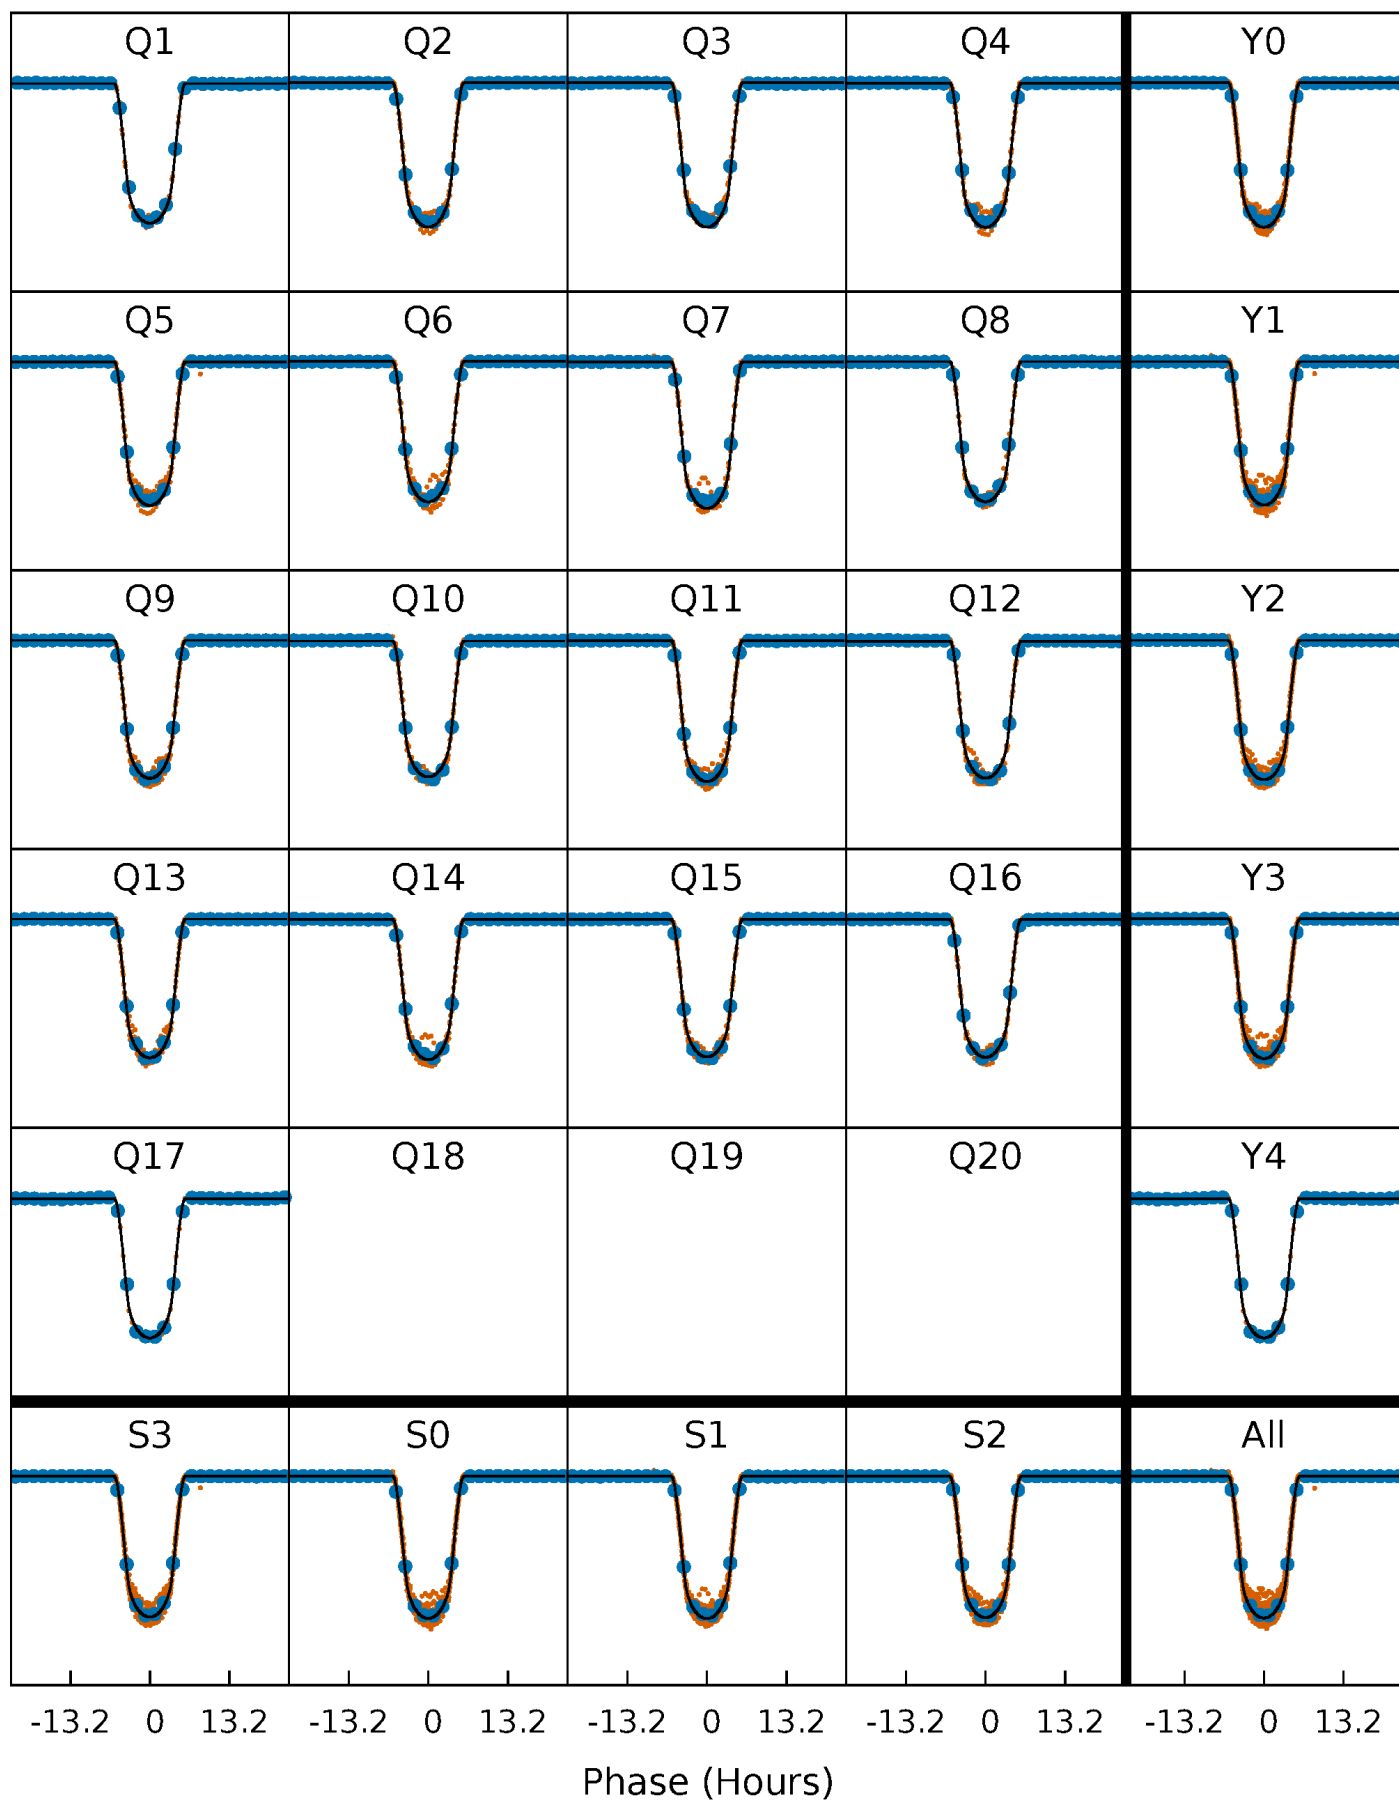 Q1 Q2 Q3 Q4 Y0
Q5 Q6 Q7 Q8 Y1
Q9 Q10 Q11 Q12 Y2
Q13 Q14 Q15 Q16 Y3
Q17 Q18 Q19 Q20 Y4
S3 S0 S1 S2 All
-13.2 0 13.2 -13.2 0 13.2 -13.2 0 13.2 -13.2 0 13.2 -13.2 0 13.2
Phase (Hours)